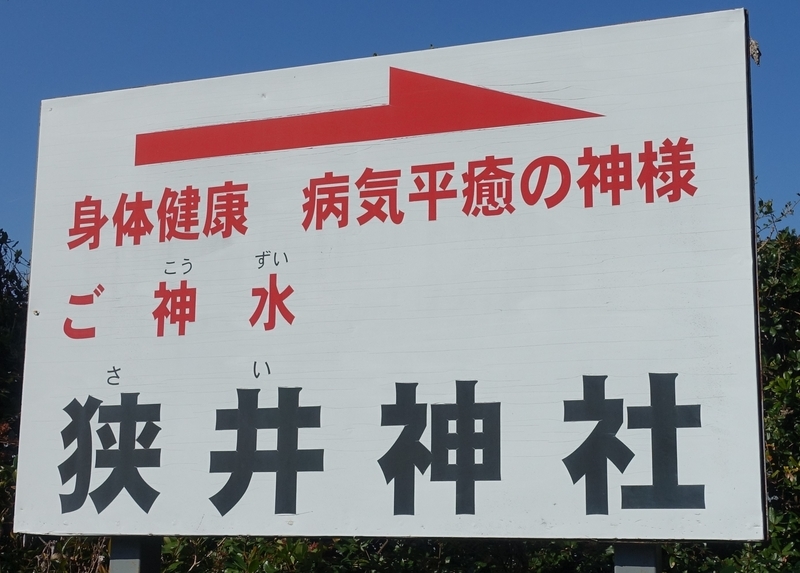 身体健康　病気平癒の神様
こう　ずい
ご神水
さい
狭井神社